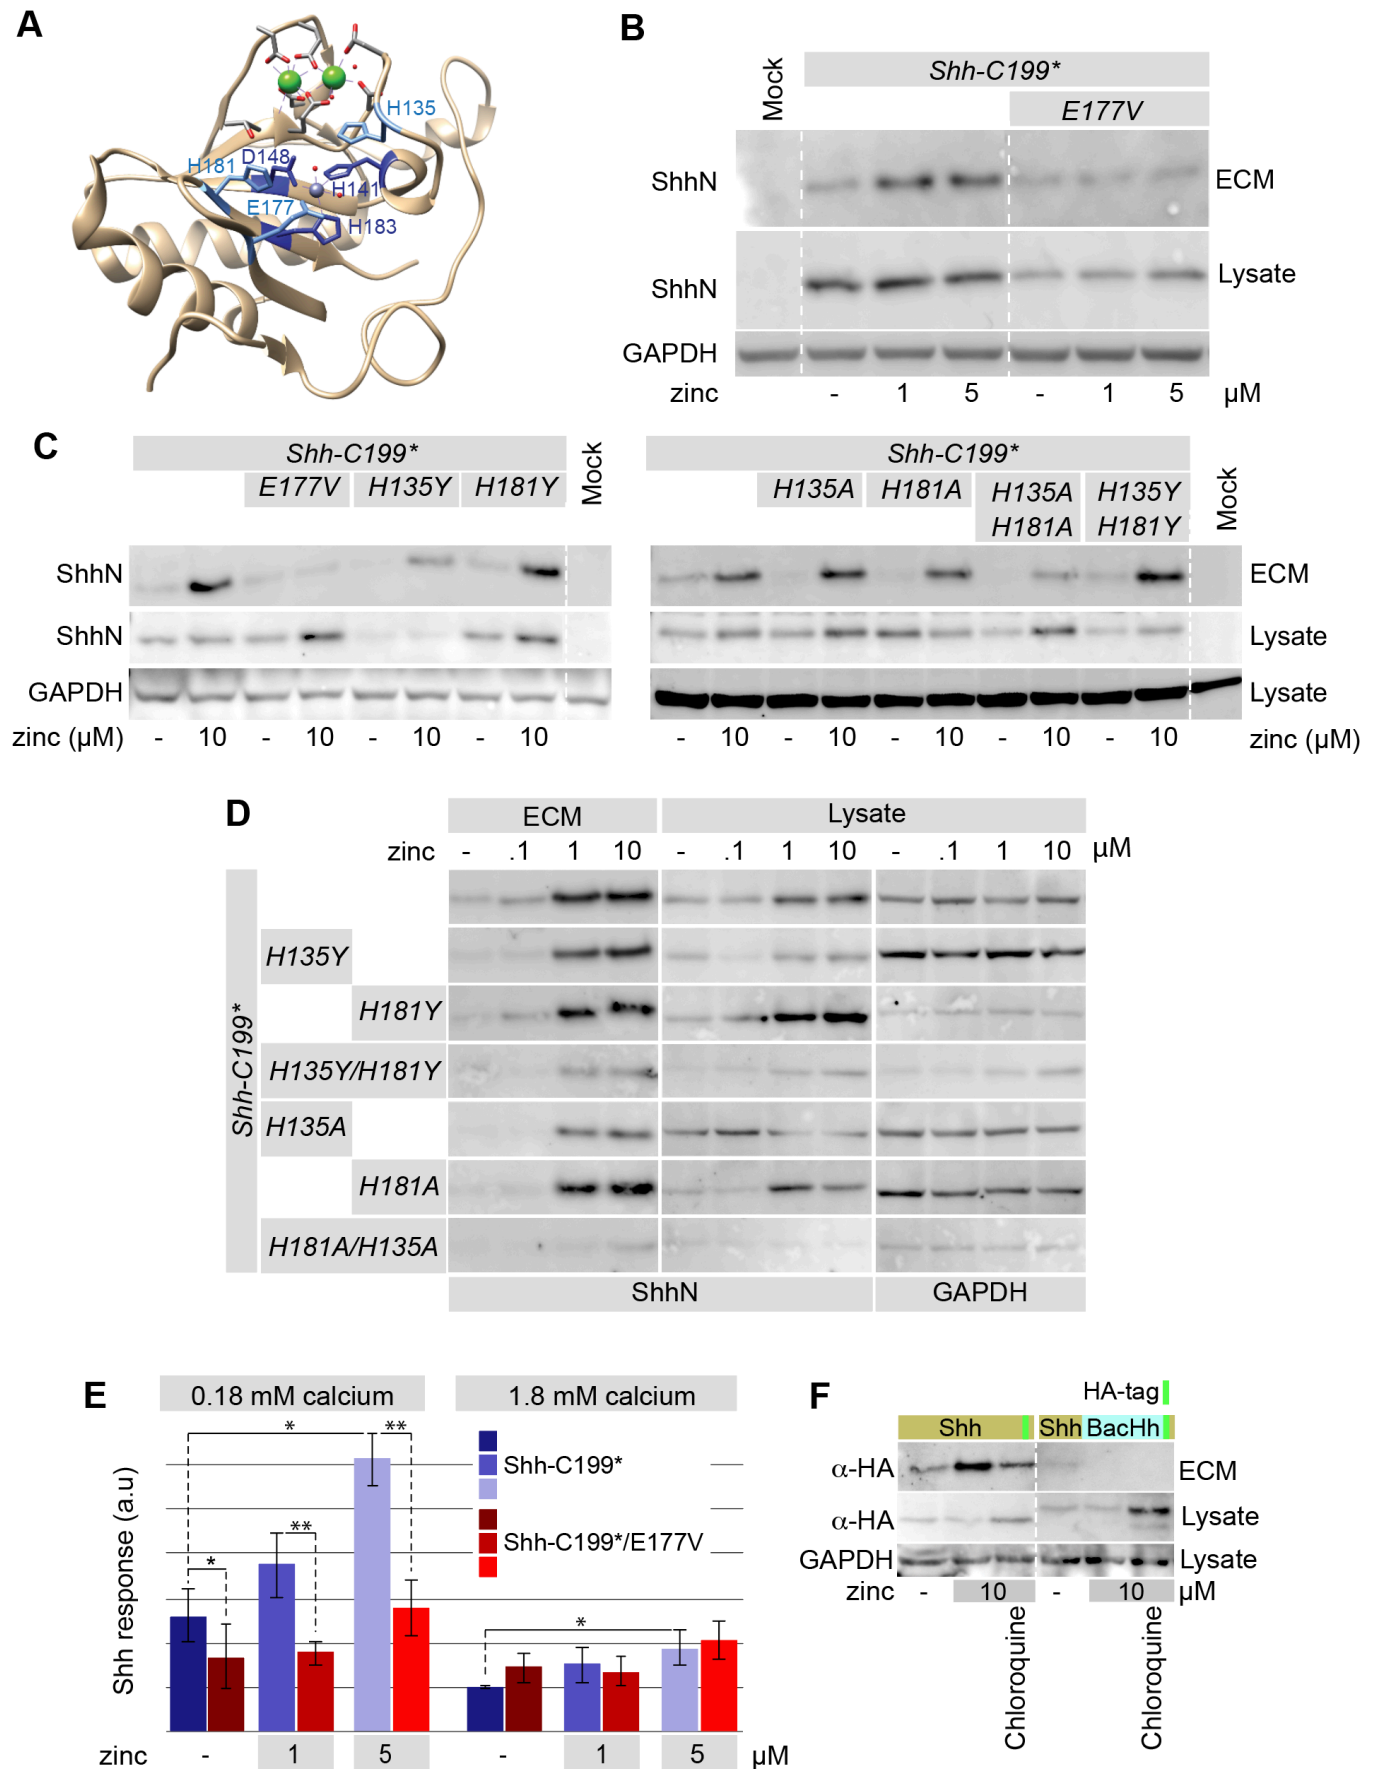 A
H135
H181
D148
H141
E177
H183
B
Mock
Shh-C199*
E177V
ShhN
ECM
ShhN
Lysate
GAPDH
zinc - 1 5 - 1 5 µM
C
Shh-C199*
E177V H135Y H181Y
Mock
ShhN
ShhN
GAPDH
zinc (µM) - 10 - 10 - 10 - 10
Shh-C199*
H135A H181A H135A H135Y
H181A H181Y
Mock
ECM
Lysate
Lysate
- 10 - 10 - 10 - 10 - 10 zinc (µM)
D
ECM Lysate
zinc - .1 1 10 - .1 1 10 - .1 1 10 µM
Shh-C199*
H135Y
H181Y
H135Y/H181Y
H135A
H181A
H181A/H135A
ShhN GAPDH
E
0.18 mM calcium 1.8 mM calcium
Shh response (a.u)
* **
**
*
*
Shh-C199*
Shh-C199*/E177V
zinc - 1 5 - 1 5 µM
F
HA-tag
Shh Shh BacHh
α-HA ECM
α-HA Lysate
GAPDH Lysate
zinc - 10 - 10 µM
Chloroquine Chloroquine